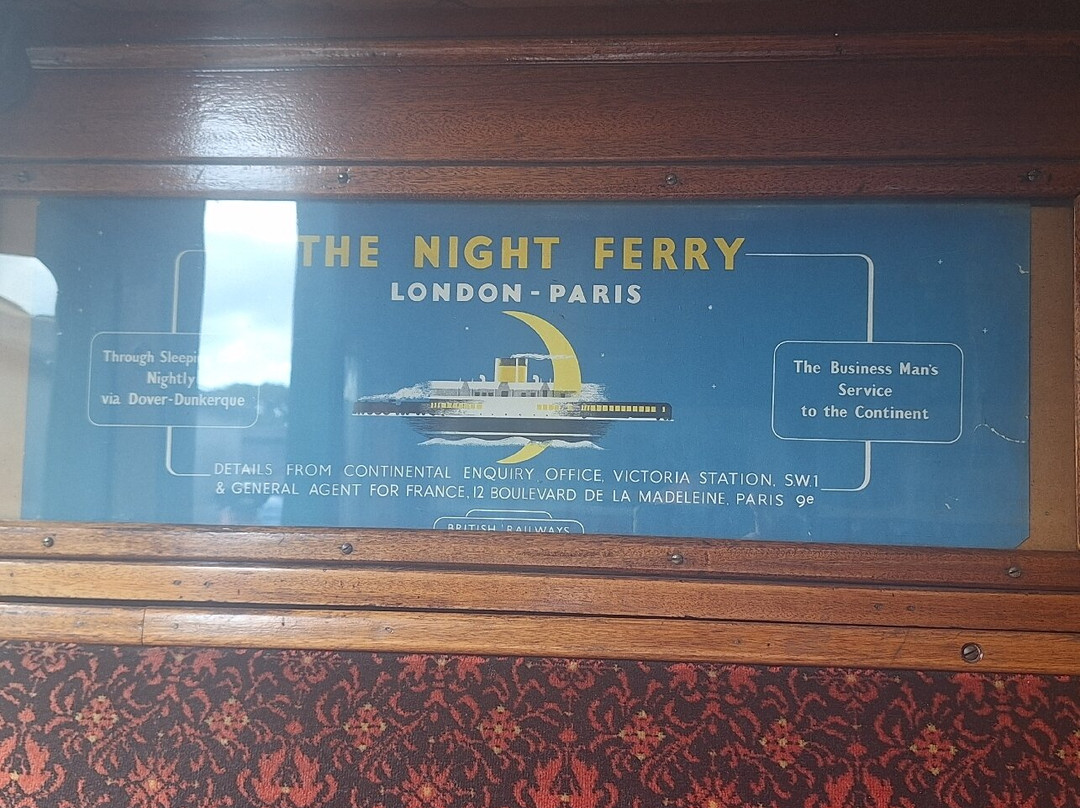 THE NIGHT FERRY
LONDON-PARIS
Through
Nightly
via Dover-Dunkerque
The Business Man's
Service
to the Continent
DETAILS FROM CONTINENTAL ENQUIRY OFFICE, VICTORIA STATION, S.W.1
& GENERAL AGENT FOR FRANCE, 12 BOULEVARD DE LA MADELEINE, PARIS 9e
BRITISH RAILWAYS